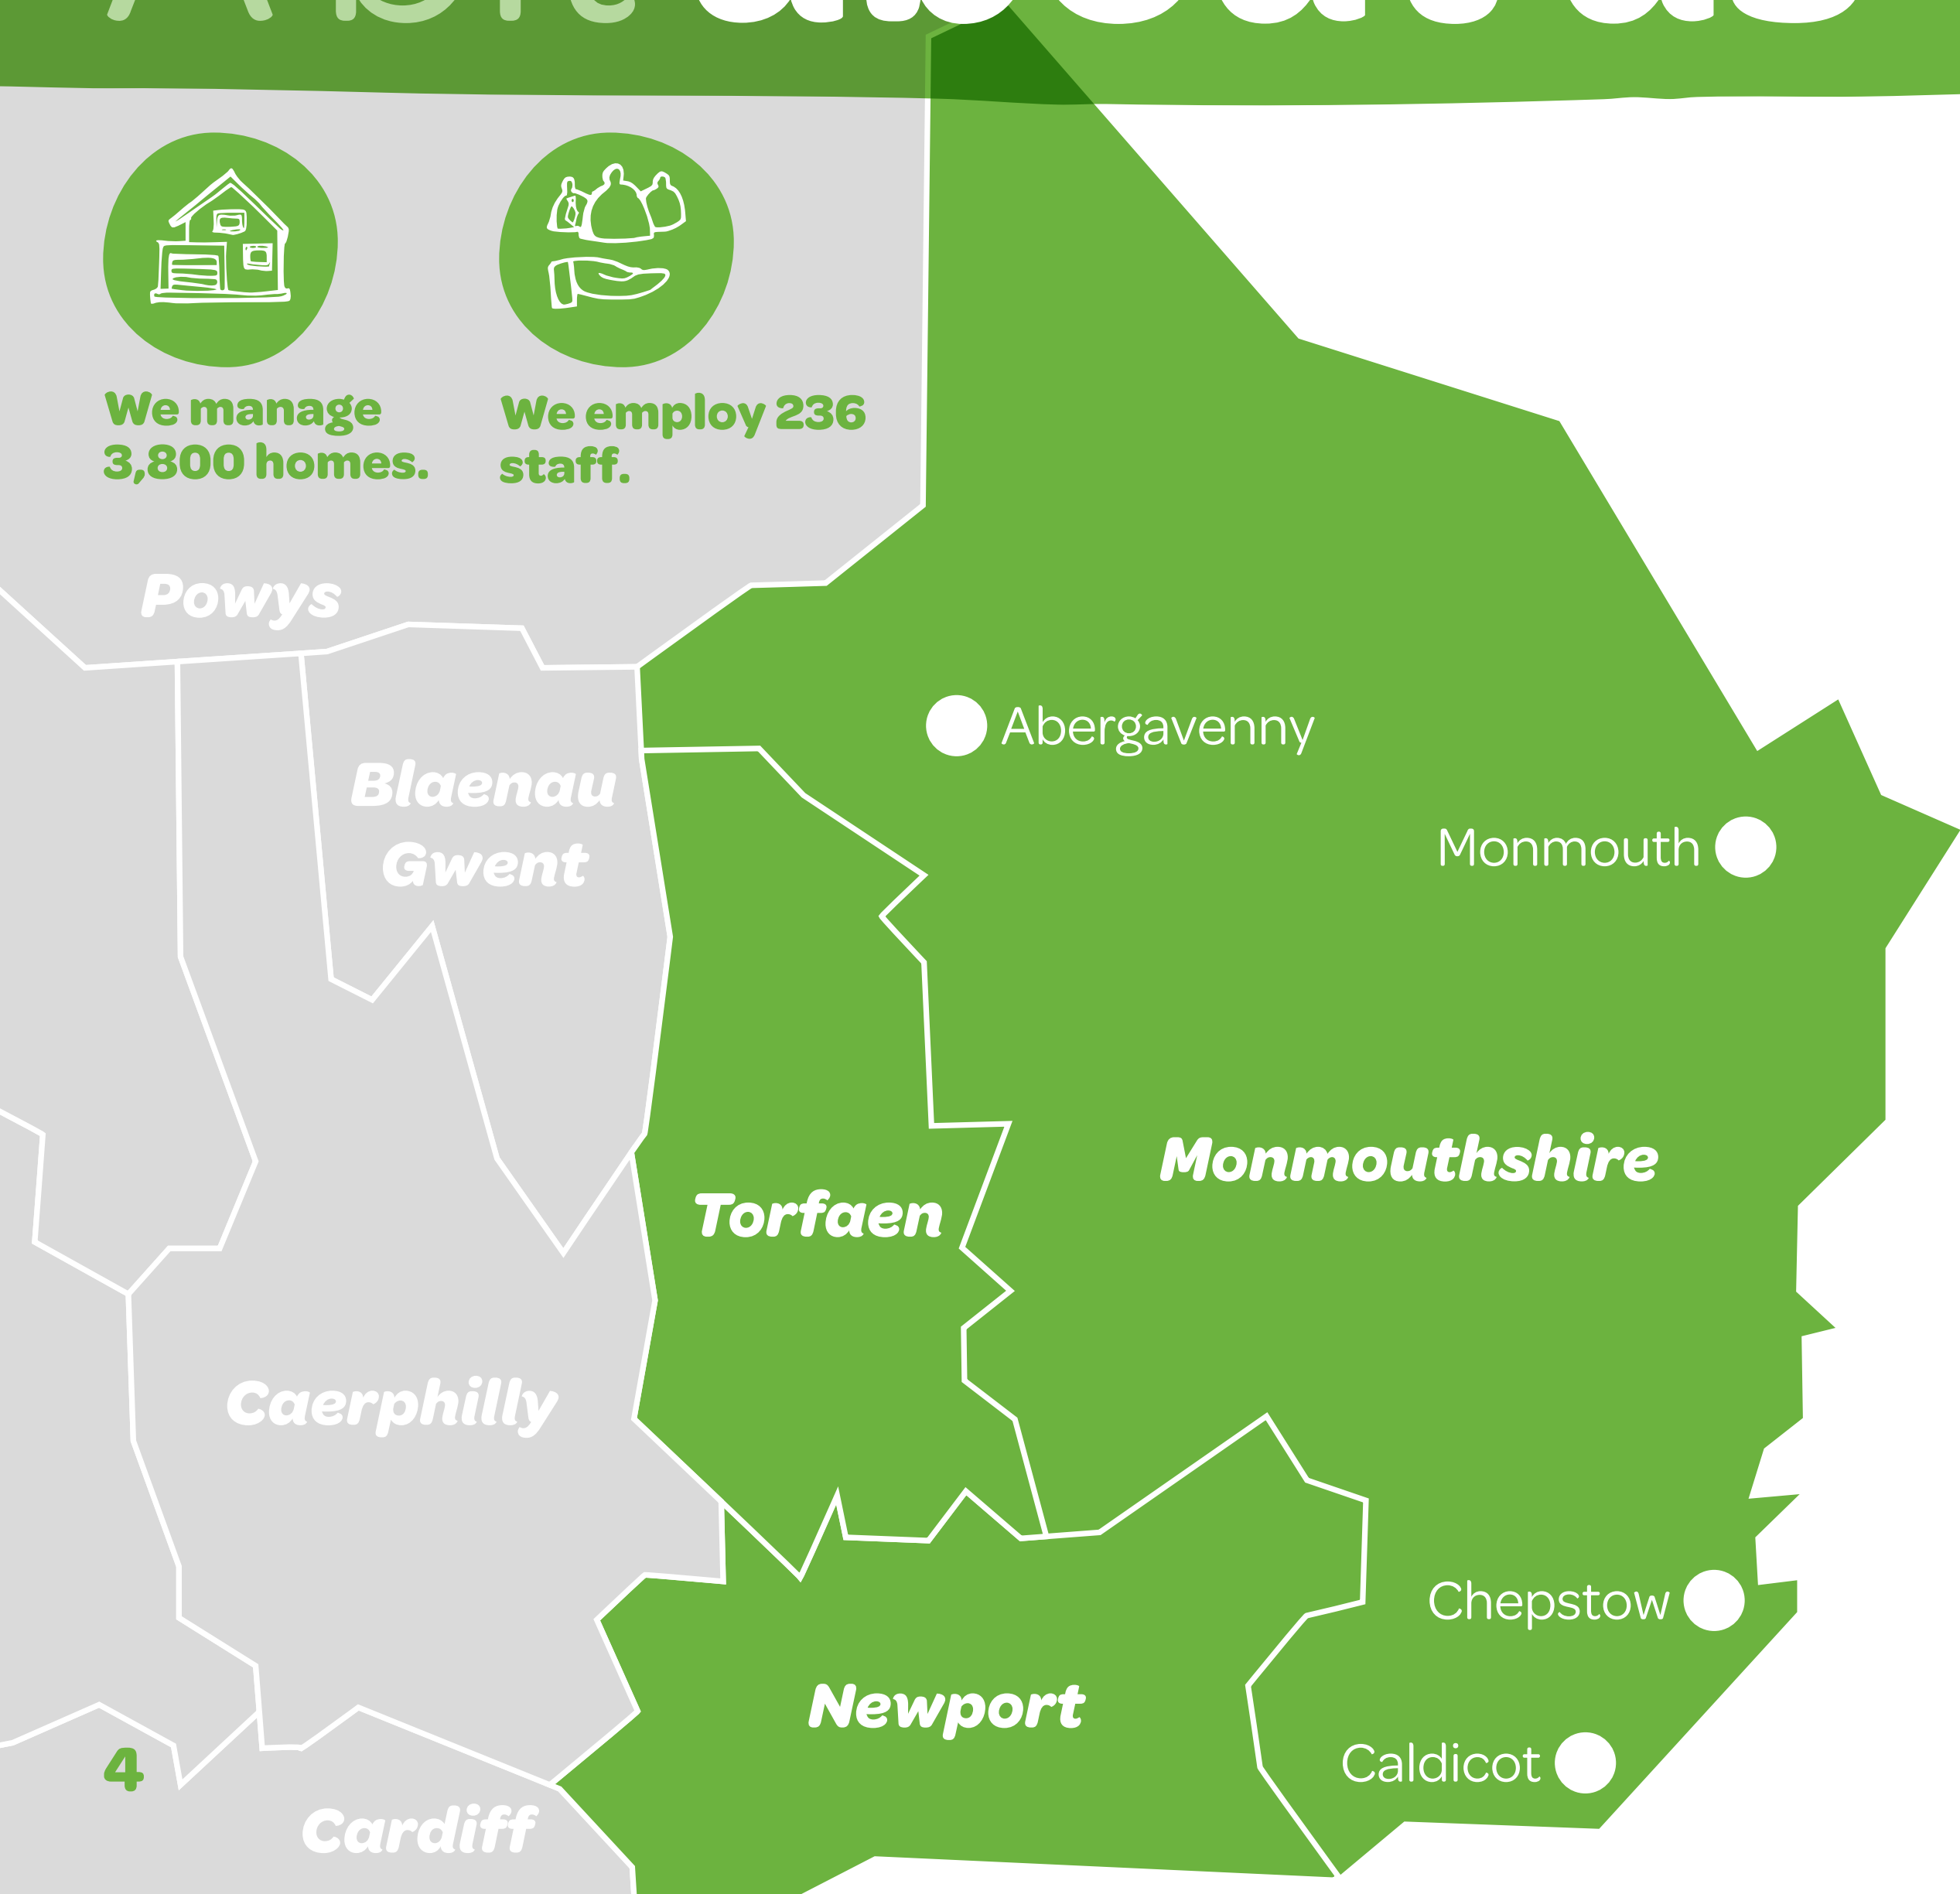 We manage
3,800 homes.
We employ 236
staff.
Powys
Blaenau
Gwent
Abergavenny
Monmouth
Monmouthshire
Torfaen
Caerphilly
Chepstow
Newport
Caldicot
Cardiff
4